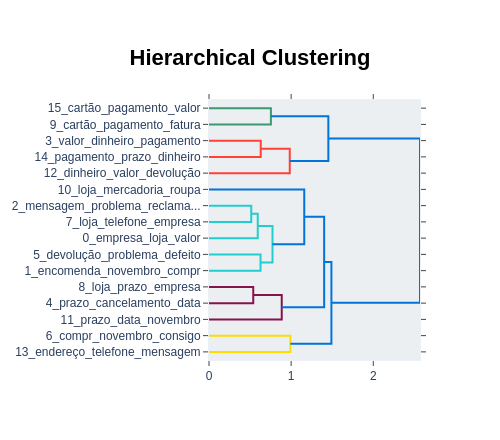 Hierarchical Clustering
15_cartão_pagamento_valor
9_cartão_pagamento_fatura
3_valor_dinheiro_pagamento
14_pagamento_prazo_dinheiro
12_dinheiro_valor_devolução
10_loja_mercadoria_roupa
2_mensagem_problema_reclama...
7_loja_telefone_empresa
0_empresa_loja_valor
5_devolução_problema_defeito
1_encomenda_novembro_compr
8_loja_prazo_empresa
4_prazo_cancelamento_data
11_prazo_data_novembro
6_compr_novembro_consigo
13_endereço_telefone_mensagem
0 1 2